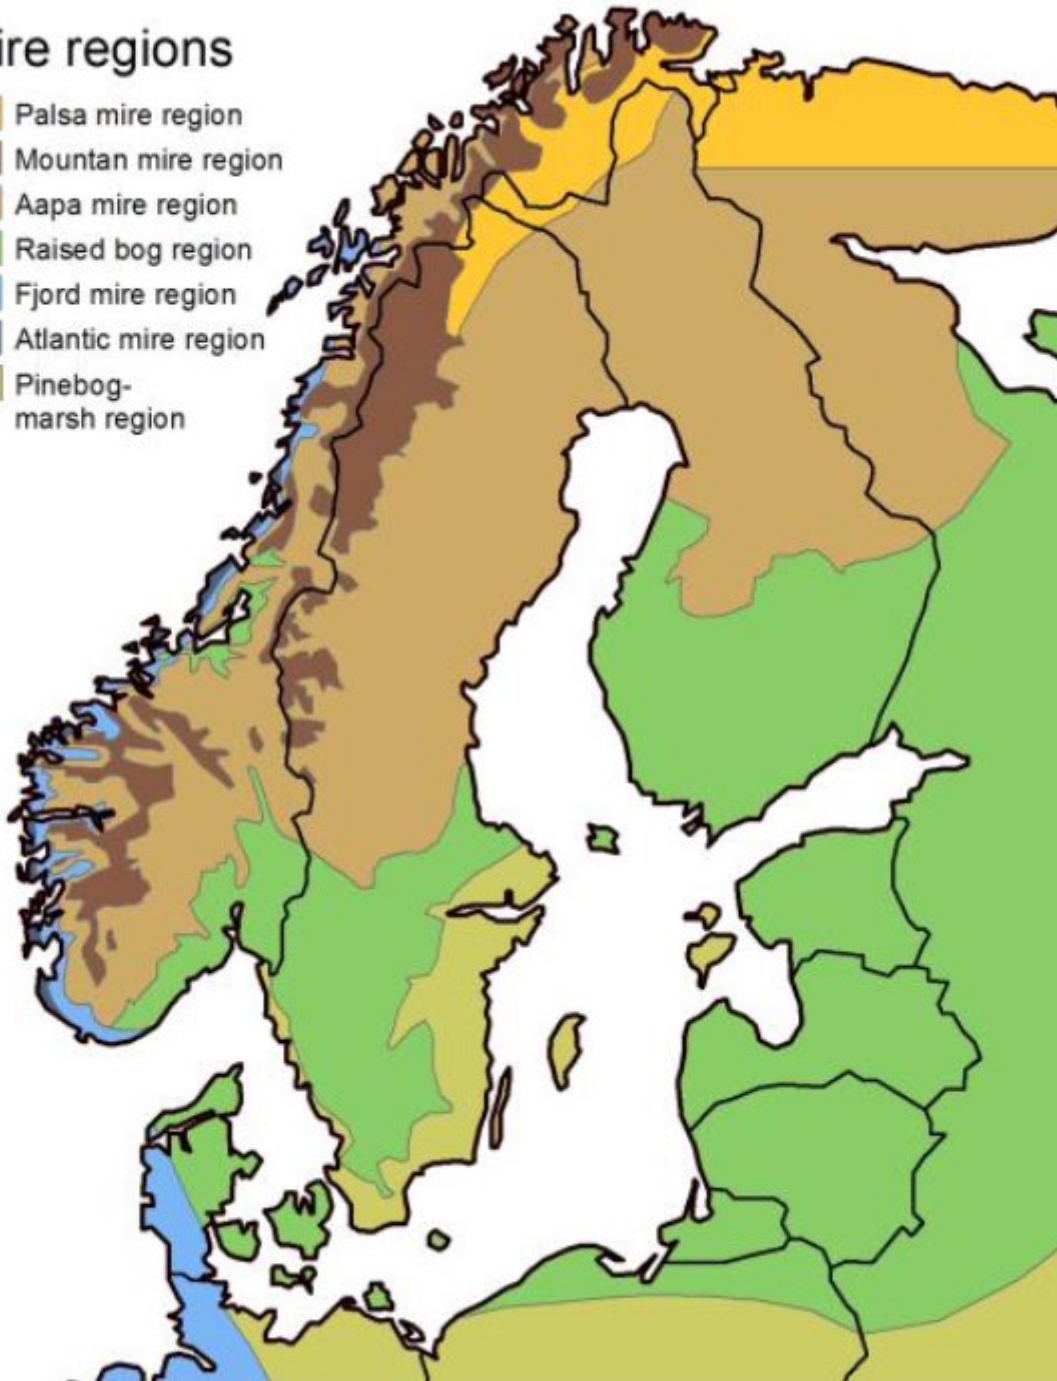 ire regions
Palsa mire region
Mountan mire region
Aapa mire region
Raised bog region
Fjord mire region
Atlantic mire region
Pinebog-
marsh region